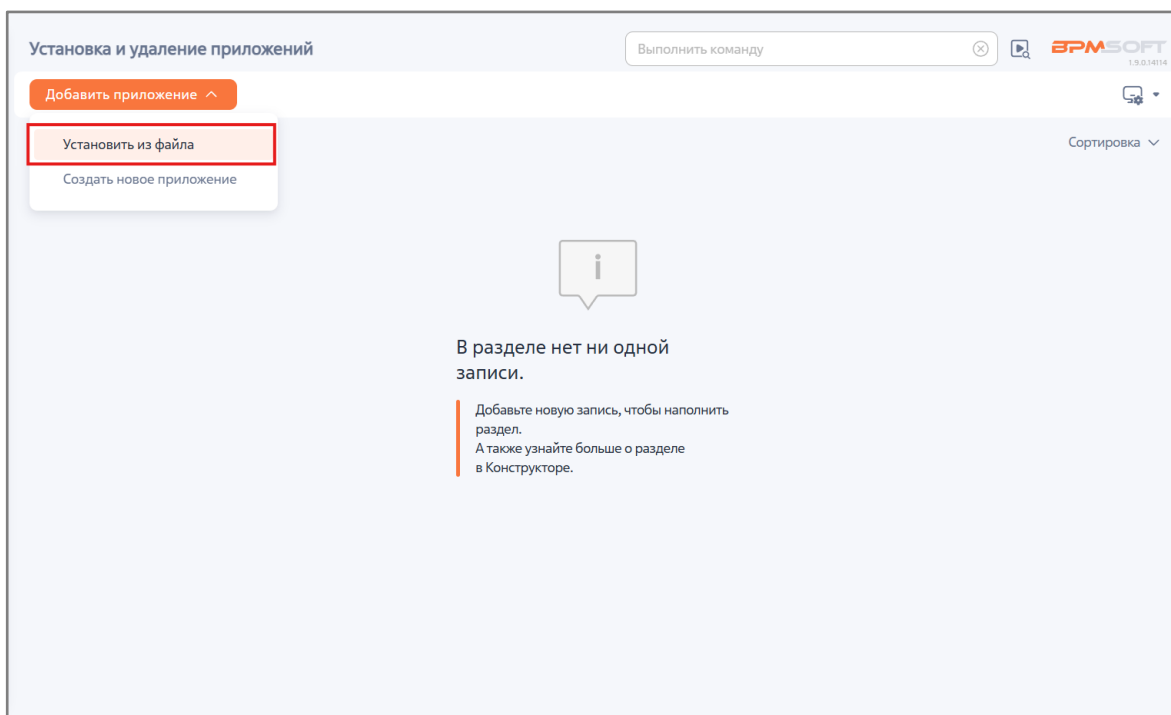 Установка и удаление приложений
Выполнить команду
BPMSOFT
1.9.0.14114
Добавить приложение
Установить из файла
Сортировка
Создать новое приложение
i
В разделе нет ни одной
записи.
Добавьте новую запись, чтобы наполнить
раздел.
А также узнайте больше о разделе
в Конструкторе.